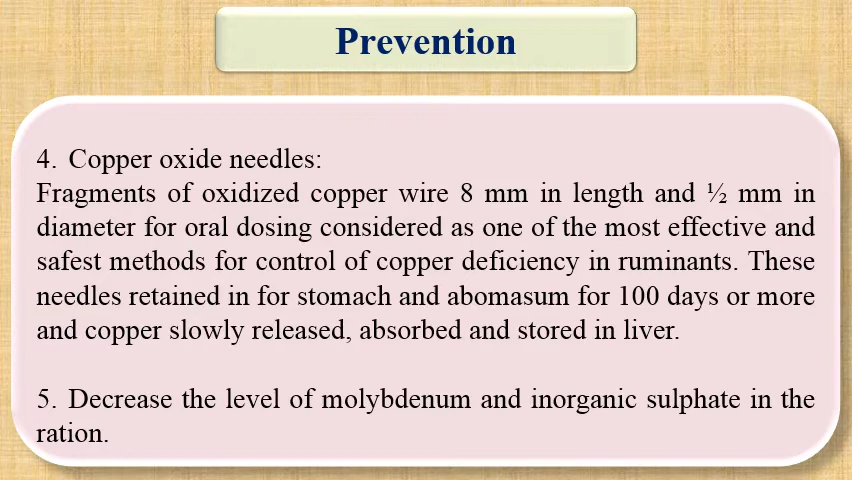 Prevention
4. Copper oxide needles:
Fragments of oxidized copper wire 8 mm in length and ½ mm in
diameter for oral dosing considered as one of the most effective and
safest methods for control of copper deficiency in ruminants. These
needles retained in for stomach and abomasum for 100 days or more
and copper slowly released, absorbed and stored in liver.
5. Decrease the level of molybdenum and inorganic sulphate in the
ration.